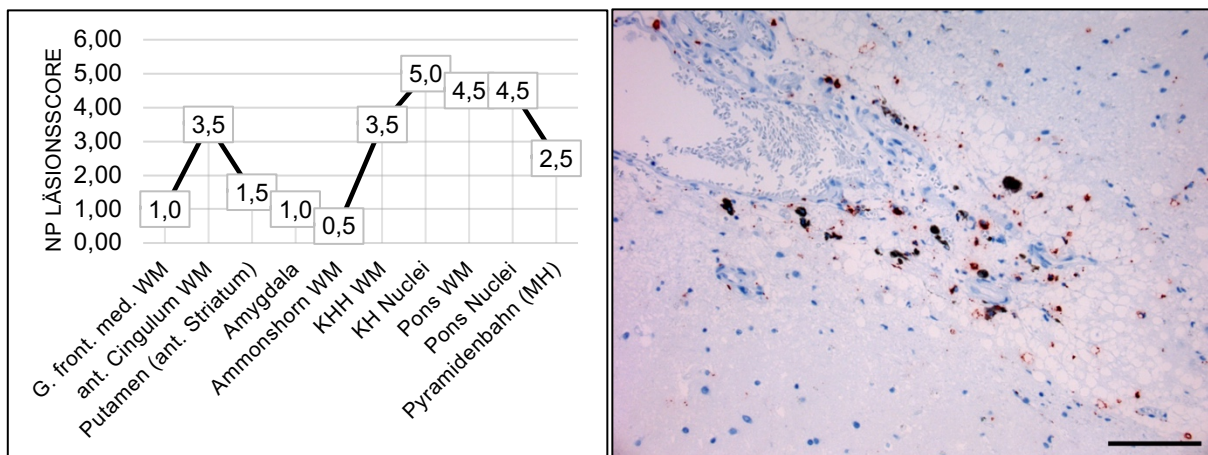 NP LÄSIONSSCORE
6,00
5,00
4,00
3,00
2,00
1,00
0,00
1,0
3,5
1,5
1,0
0,5
3,5
5,0
4,5
4,5
2,5
G. front. med. WM
ant. Cingulum WM
Putamen (ant. Striatum)
Amygdala
Ammonshorn WM
KHH WM
KH Nuclei
Pons WM
Pons Nuclei
Pyramidenbahn (MH)